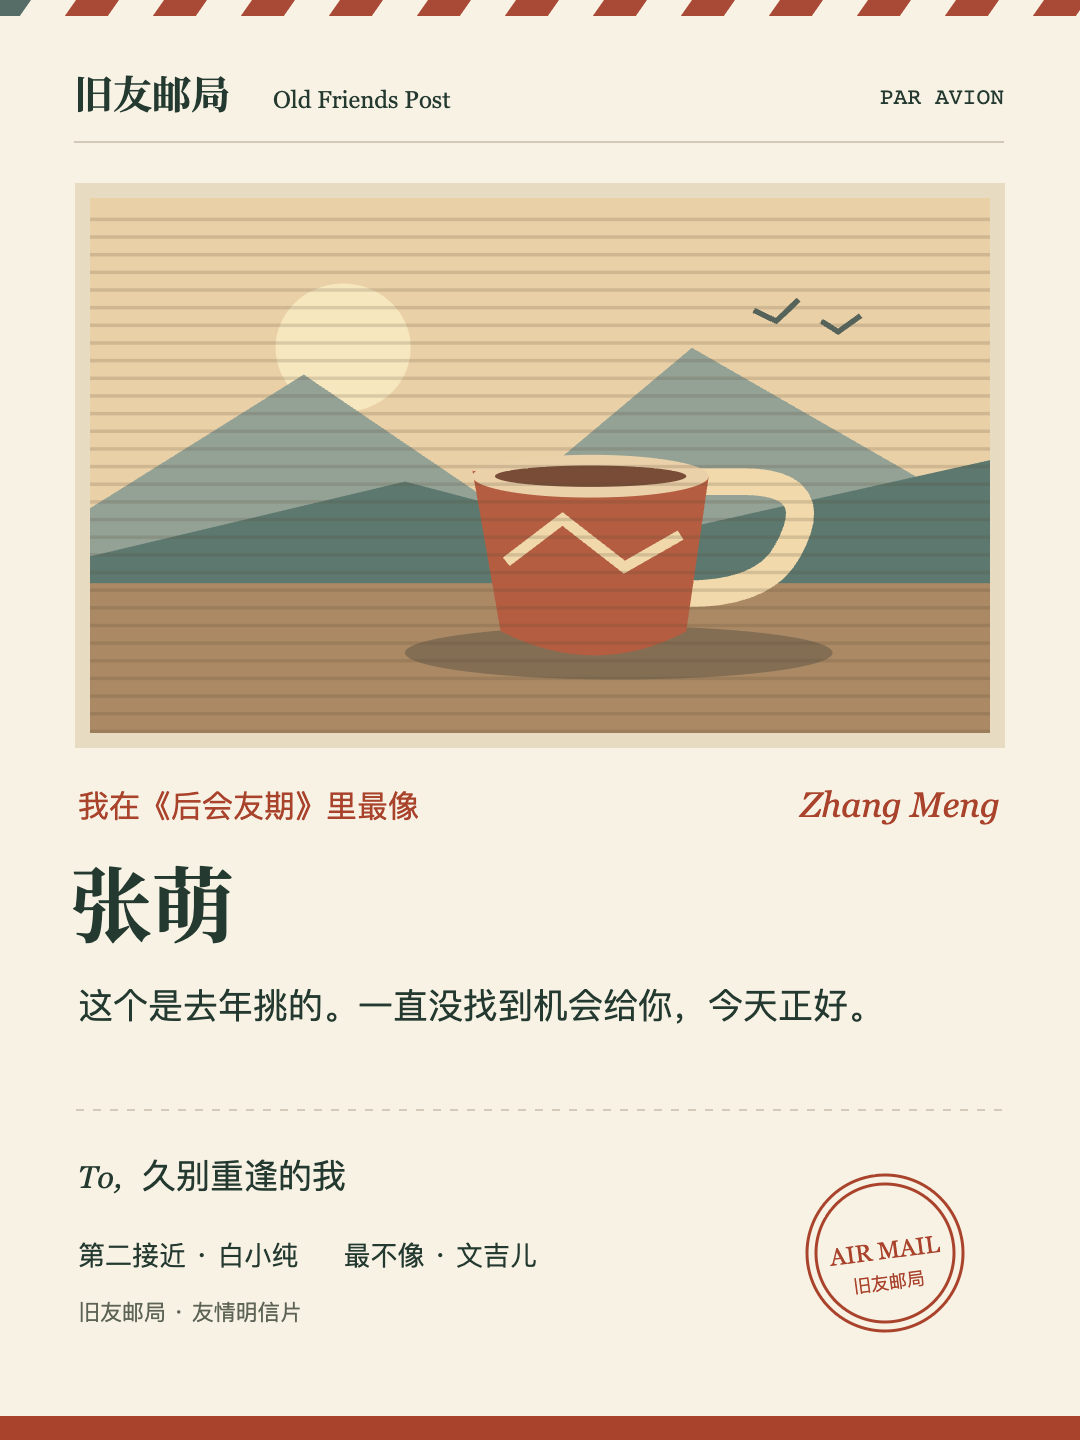 旧友邮局 Old Friends Post PAR AVION
我在《后会友期》里最像 Zhang Meng
张萌
这个是去年挑的。一直没找到机会给你，今天正好。
To, 久别重逢的我
第二接近 · 白小纯 最不像 · 文吉儿
旧友邮局 · 友情明信片
AIR MAIL
旧友邮局